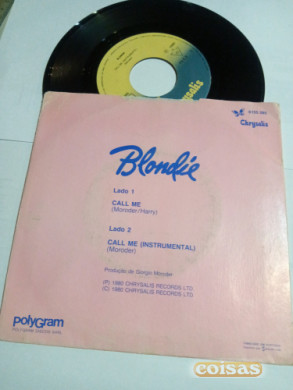 Chrysalis
Blondie
Lado 1
CALL ME
(Moroder/Harry)
Lado 2
CALL ME (INSTRUMENTAL)
(Moroder)
Produção de Giorgio Moroder
(P) 1980 CHRYSALIS RECORDS LTD
(C) 1980 CHRYSALIS RECORDS LTD
polyGram
coisas